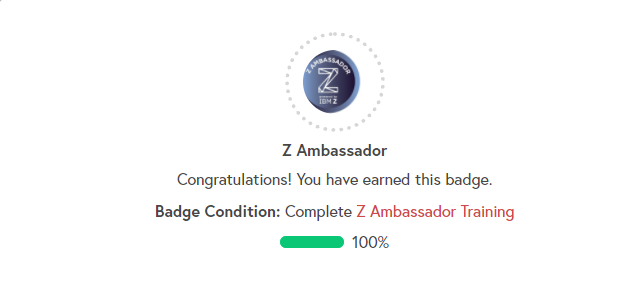 Z AMBASSADOR
Z
IBM Z
Z Ambassador
Congratulations! You have earned this badge.
Badge Condition: Complete Z Ambassador Training
100%